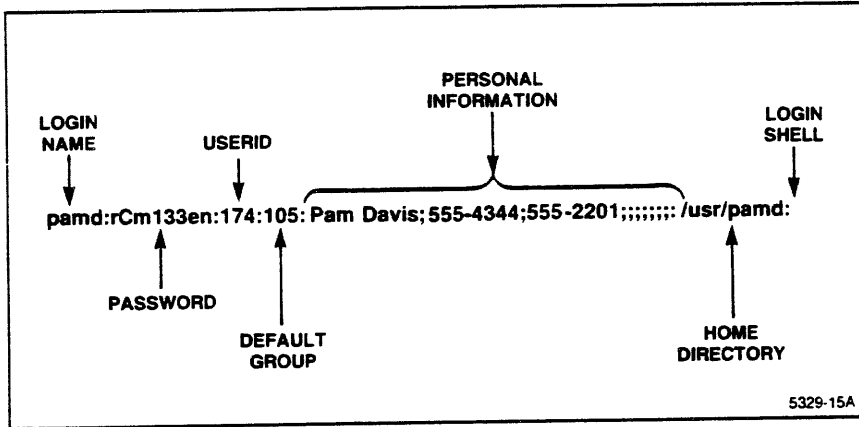 PERSONAL
INFORMATION
LOGIN
NAME
USERID
LOGIN
SHELL
pamd:rCm133en:174:105: Pam Davis; 555-4344;555-2201;;;;;;;;: /usr/pamd:
PASSWORD
DEFAULT
GROUP
HOME
DIRECTORY
5329-15A